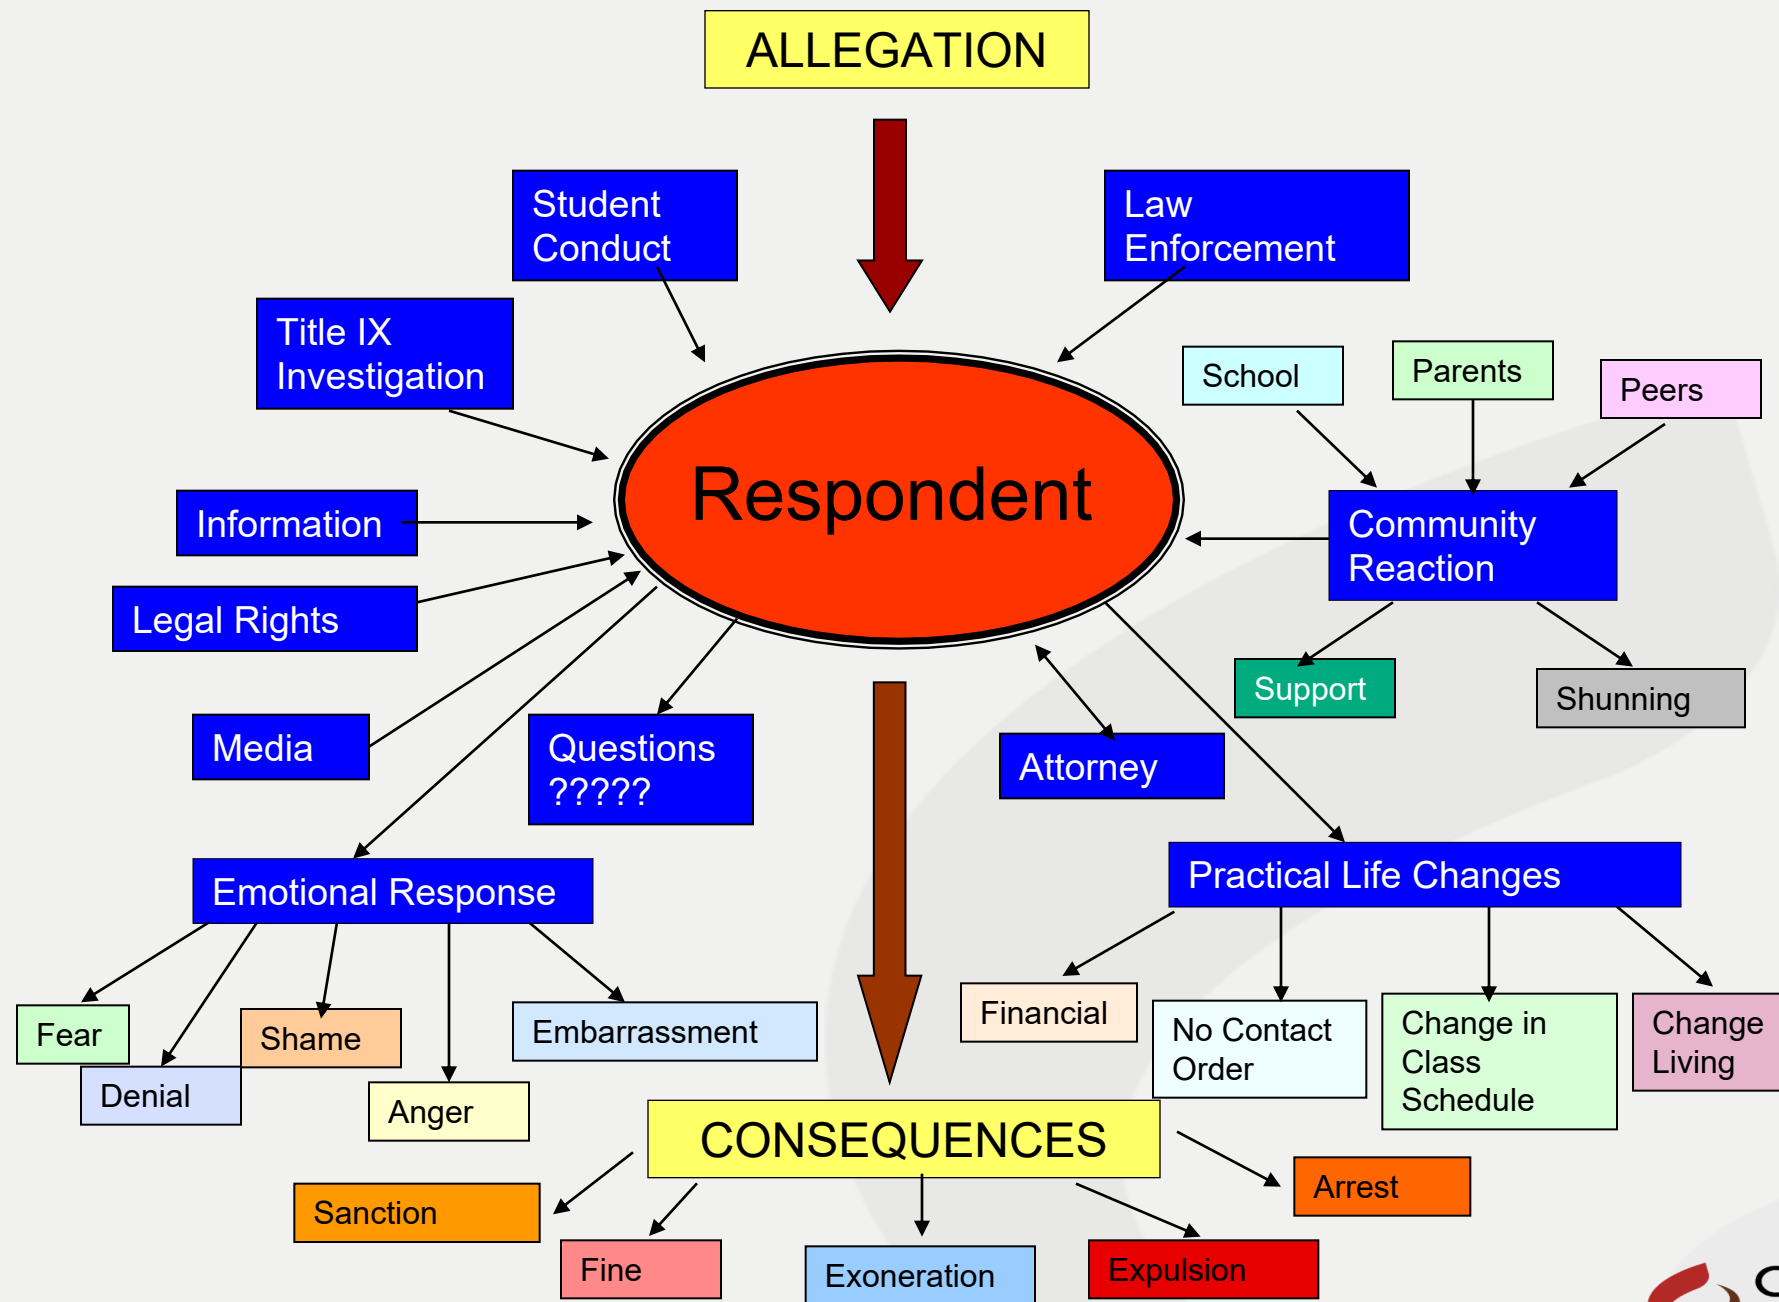 ALLEGATION
Student
Conduct
Law
Enforcement
Title IX
Investigation
School
Parents
Peers
Respondent
Information
Community
Reaction
Legal Rights
Support
Shunning
Media
Questions
?????
Attorney
Emotional Response
Practical Life Changes
Fear
Denial
Shame
Anger
Embarrassment
Financial
No Contact
Order
Change in
Class
Schedule
Change
Living
CONSEQUENCES
Sanction
Fine
Exoneration
Expulsion
Arrest